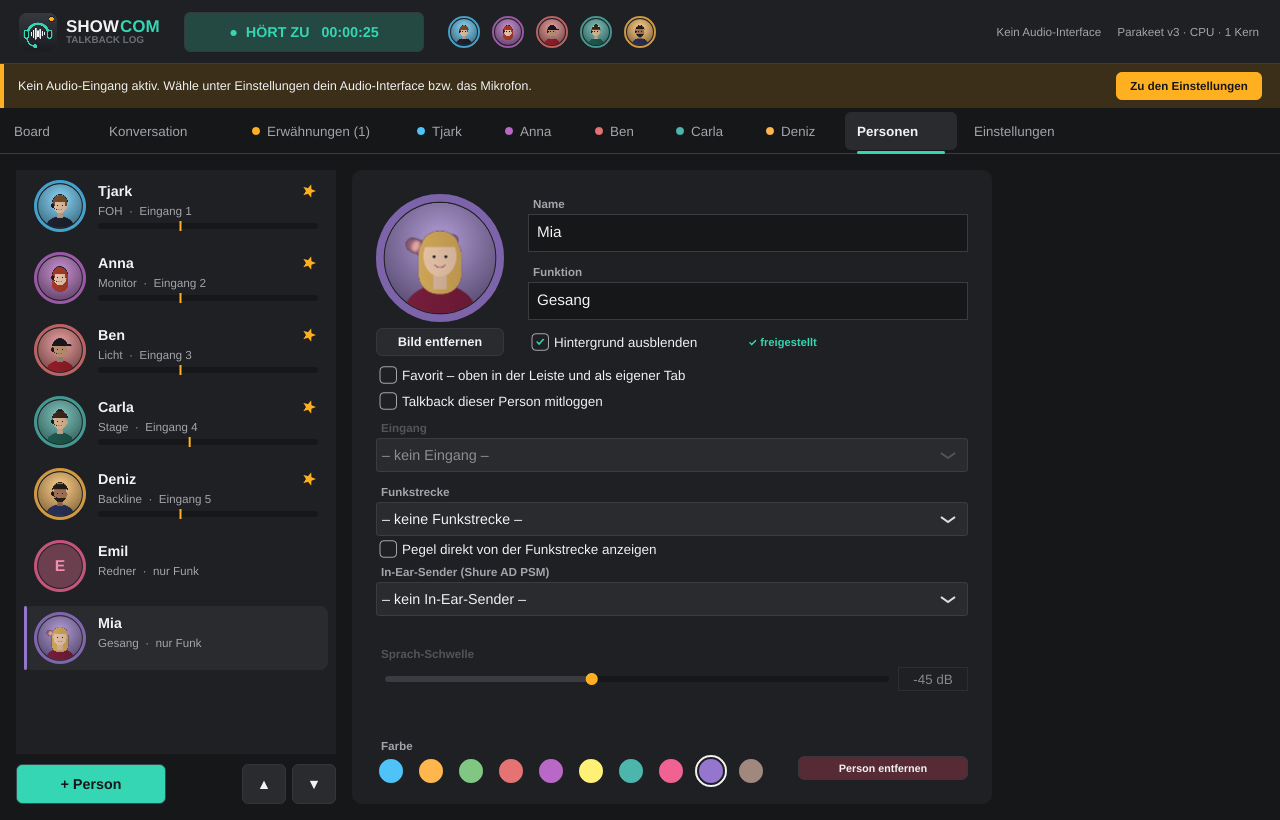 SHOWCOM
TALKBACK LOG
● HÖRT ZU 00:00:25
Kein Audio-Interface
Parakeet v3 · CPU · 1 Kern
Kein Audio-Eingang aktiv. Wähle unter Einstellungen dein Audio-Interface bzw. das Mikrofon.
Zu den Einstellungen
Board
Konversation
Erwähnungen (1)
Tjark
Anna
Ben
Carla
Deniz
Personen
Einstellungen
Tjark
FOH · Eingang 1
Anna
Monitor · Eingang 2
Ben
Licht · Eingang 3
Carla
Stage · Eingang 4
Deniz
Backline · Eingang 5
E
Emil
Redner · nur Funk
Mia
Gesang · nur Funk
+ Person
▲
▼
Name
Mia
Funktion
Gesang
Bild entfernen
Hintergrund ausblenden
✓ freigestellt
Favorit – oben in der Leiste und als eigener Tab
Talkback dieser Person mitloggen
Eingang
– kein Eingang –
Funkstrecke
– keine Funkstrecke –
Pegel direkt von der Funkstrecke anzeigen
In-Ear-Sender (Shure AD PSM)
– kein In-Ear-Sender –
Sprach-Schwelle
-45 dB
Farbe
Person entfernen